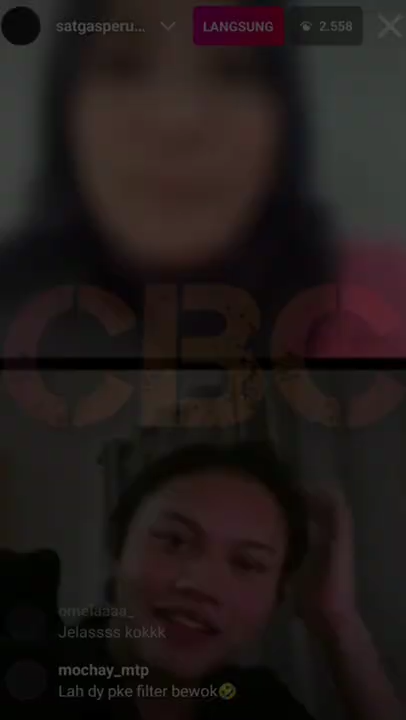 satgasperu...
LANGSUNG
2.558
CBC
omelaaaa_
Jelassss kokkk
mochay_mtp
Lah dy pke filter bewok🤣